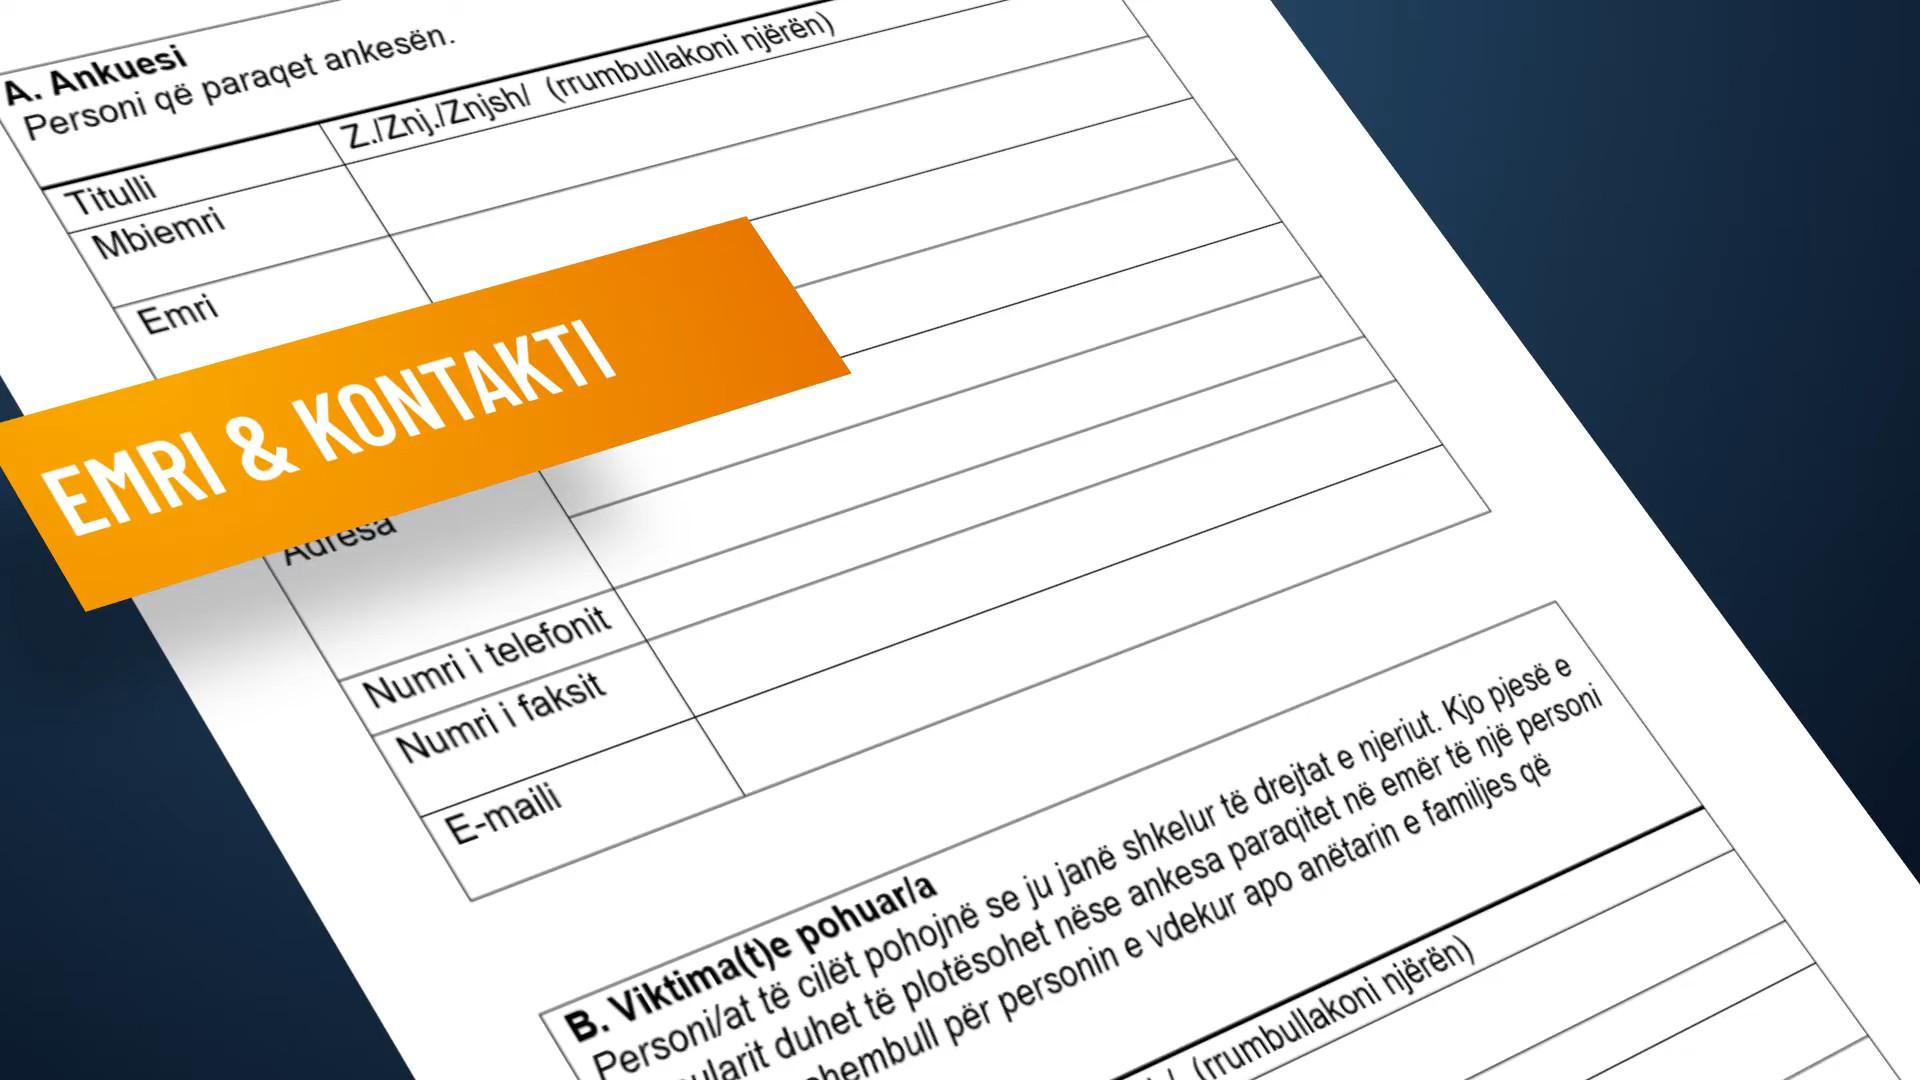 A. Ankuesi
Personi që paraqet ankesën.
Titulli
Z./Znj./Znjsh/ (rrumbullakoni njërën)
Mbiemri
Emri
EMRI & KONTAKTI
Adresa
Numri i telefonit
Numri i faksit
E-maili
B. Viktima(t)e pohuar/a
Personi/at të cilët pohojnë se ju janë shkelur të drejtat e njeriut. Kjo pjesë e
duhet të plotësohet nëse ankesa paraqitet në emër të një personi
për personin e vdekur apo anëtarin e familjes që
(rrumbullakoni njërën)